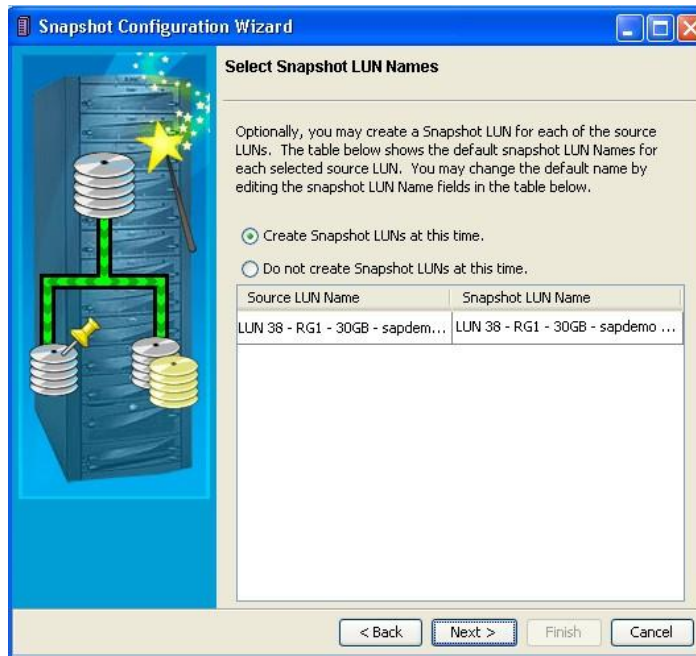 Snapshot Configuration Wizard
Select Snapshot LUN Names
Optionally, you may create a Snapshot LUN for each of the source
LUNs. The table below shows the default snapshot LUN Names for
each selected source LUN. You may change the default name by
editing the snapshot LUN Name fields in the table below.
Create Snapshot LUNs at this time.
Do not create Snapshot LUNs at this time.
Source LUN Name Snapshot LUN Name
LUN 38 - RG1 - 30GB - sapdem... LUN 38 - RG1 - 30GB - sapdemo ...
< Back Next > Finish Cancel